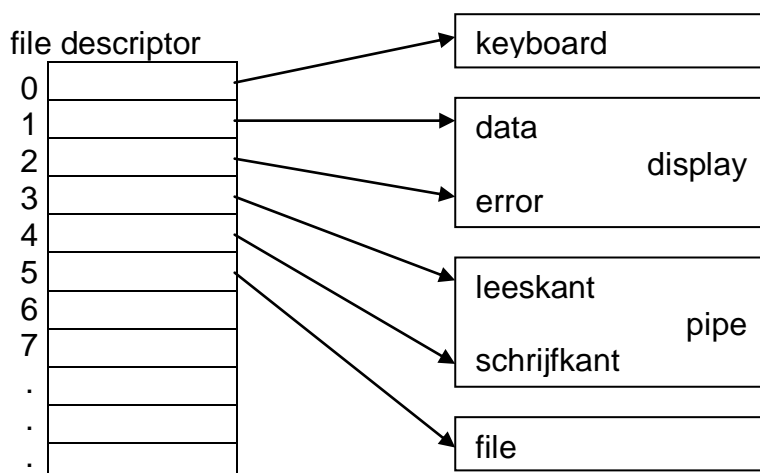 file descriptor
0
1
2
3
4
5
6
7
.
.
.
keyboard
data
display
error
leeskant
pipe
schrijfkant
file